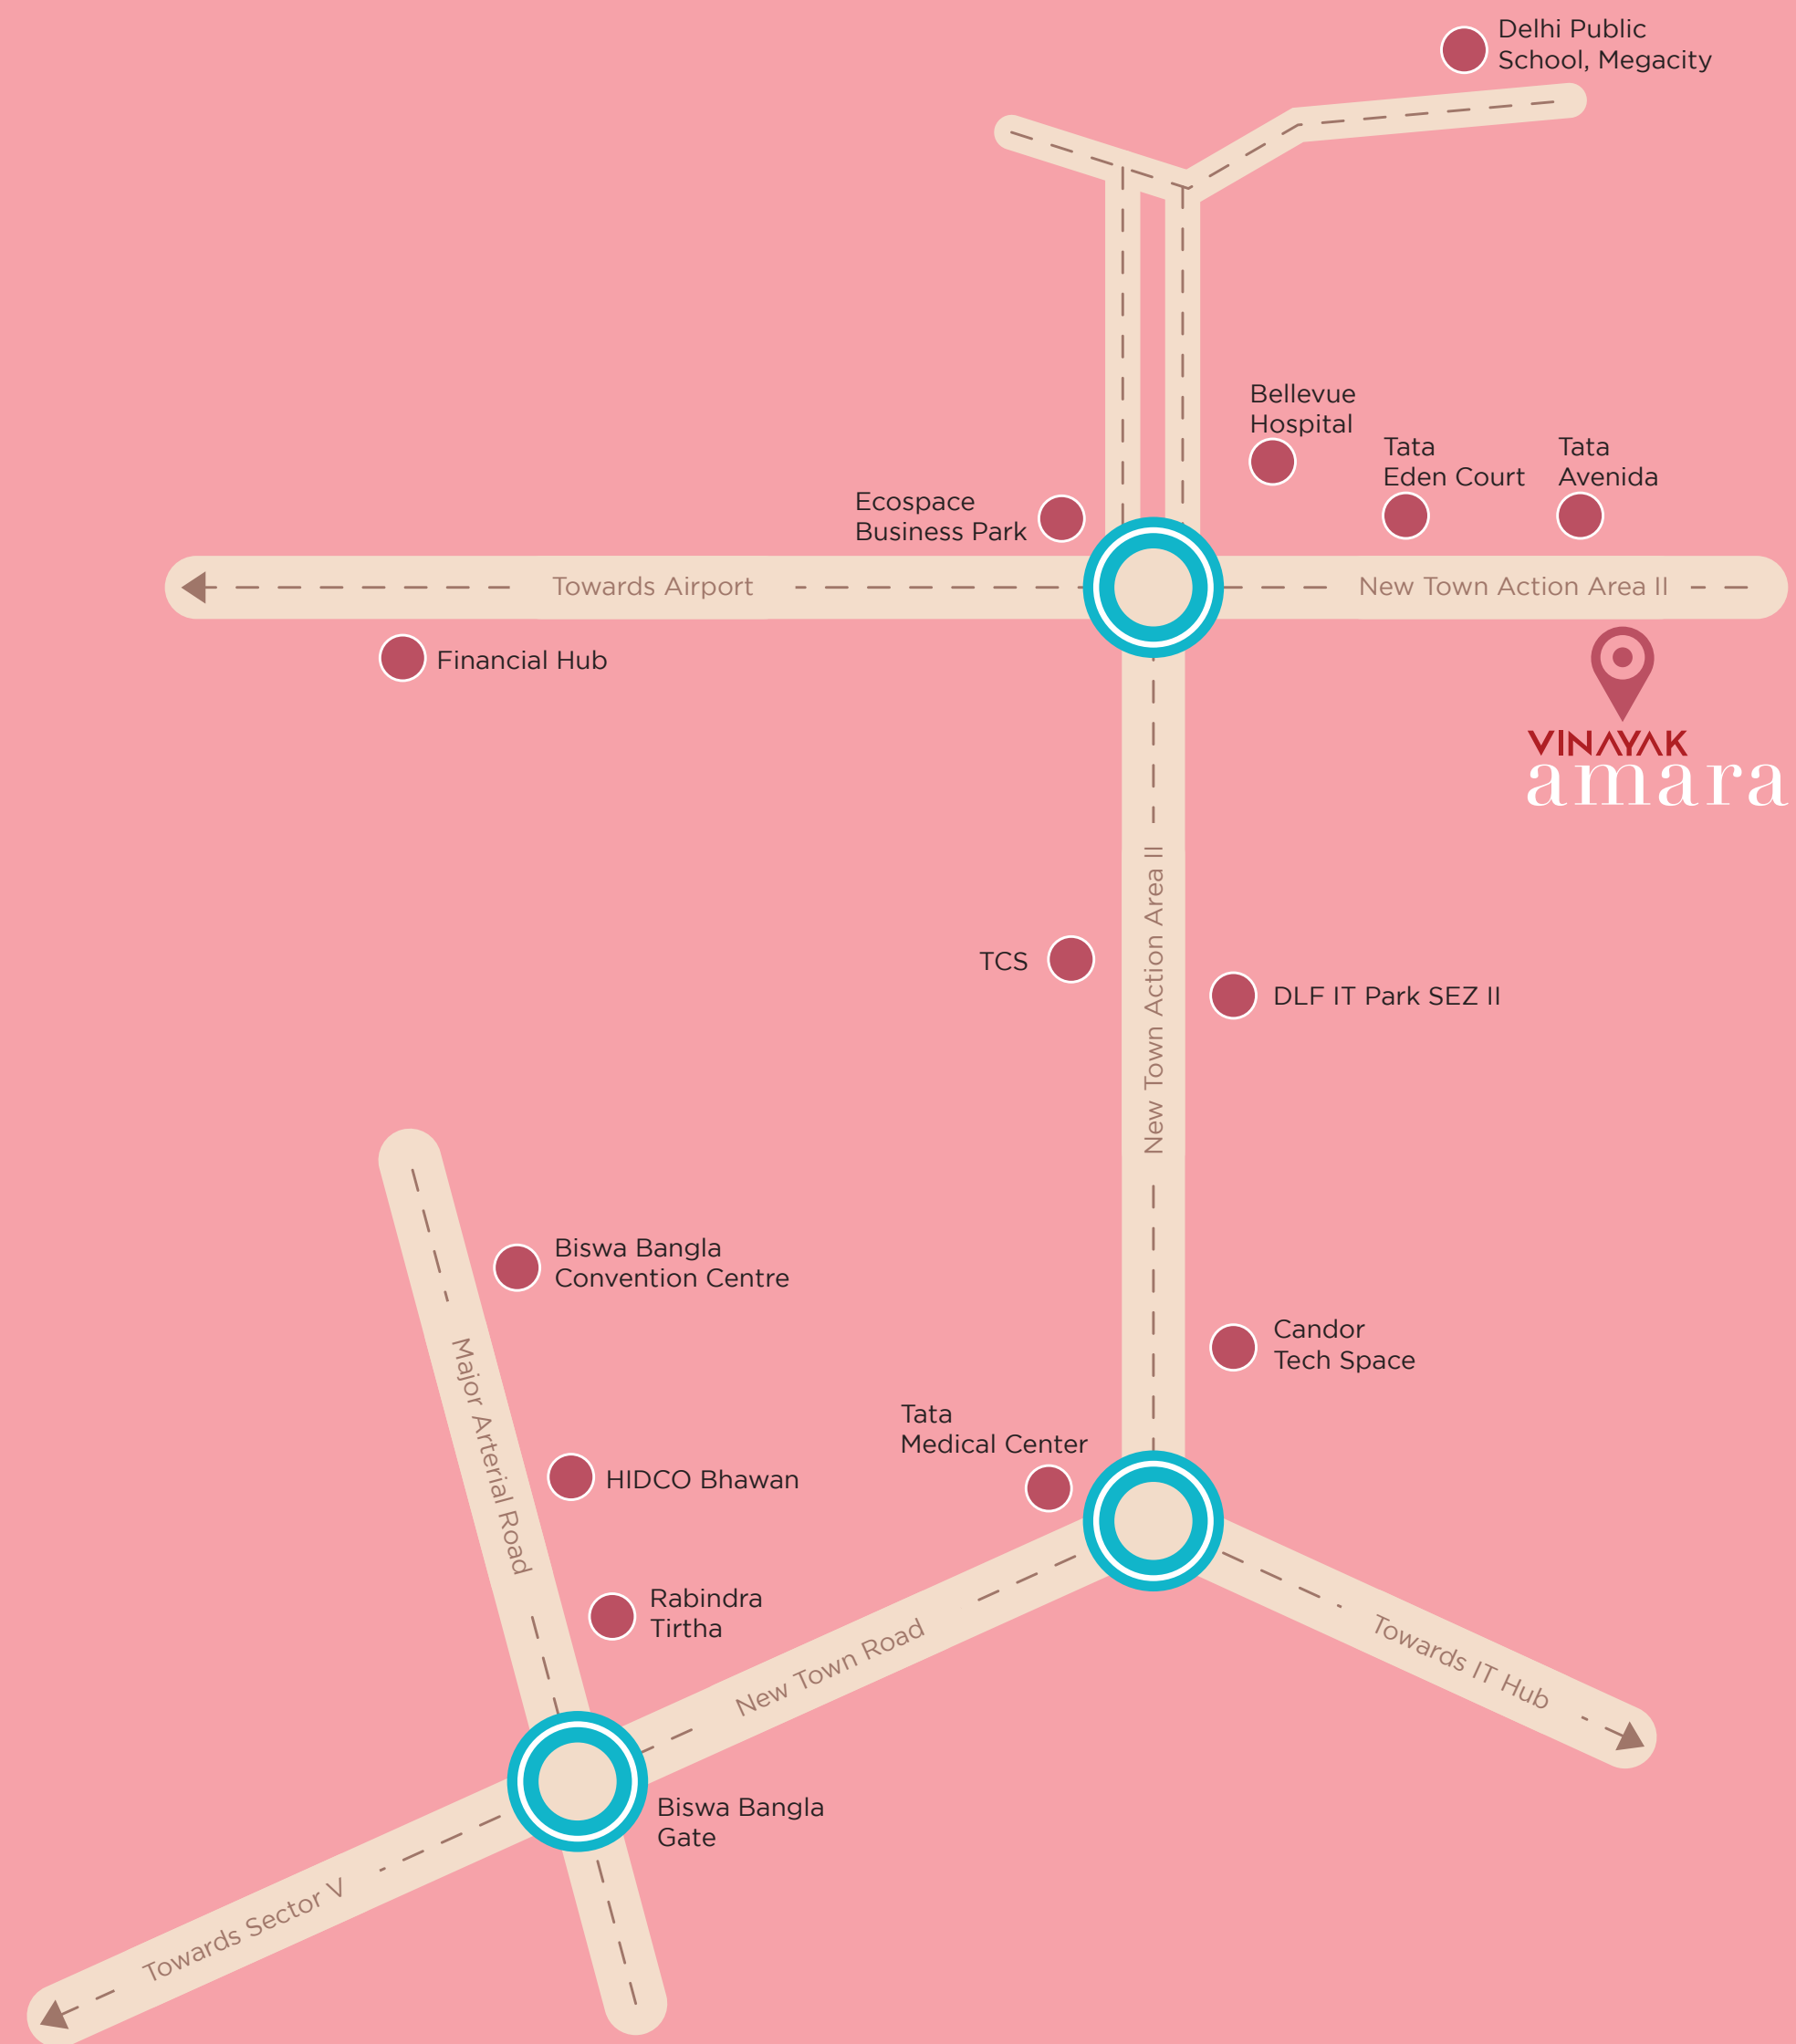 Delhi Public
School, Megacity
Bellevue
Hospital
Tata
Eden Court
Tata
Avenida
Ecospace
Business Park
Towards Airport
New Town Action Area II
Financial Hub
VINAYAK
amara
New Town Action Area II
TCS
DLF IT Park SEZ II
Biswa Bangla
Convention Centre
Major Arterial Road
Candor
Tech Space
Tata
Medical Center
HIDCO Bhawan
Rabindra
Tirtha
New Town Road
Towards IT Hub
Biswa Bangla
Gate
Towards Sector V